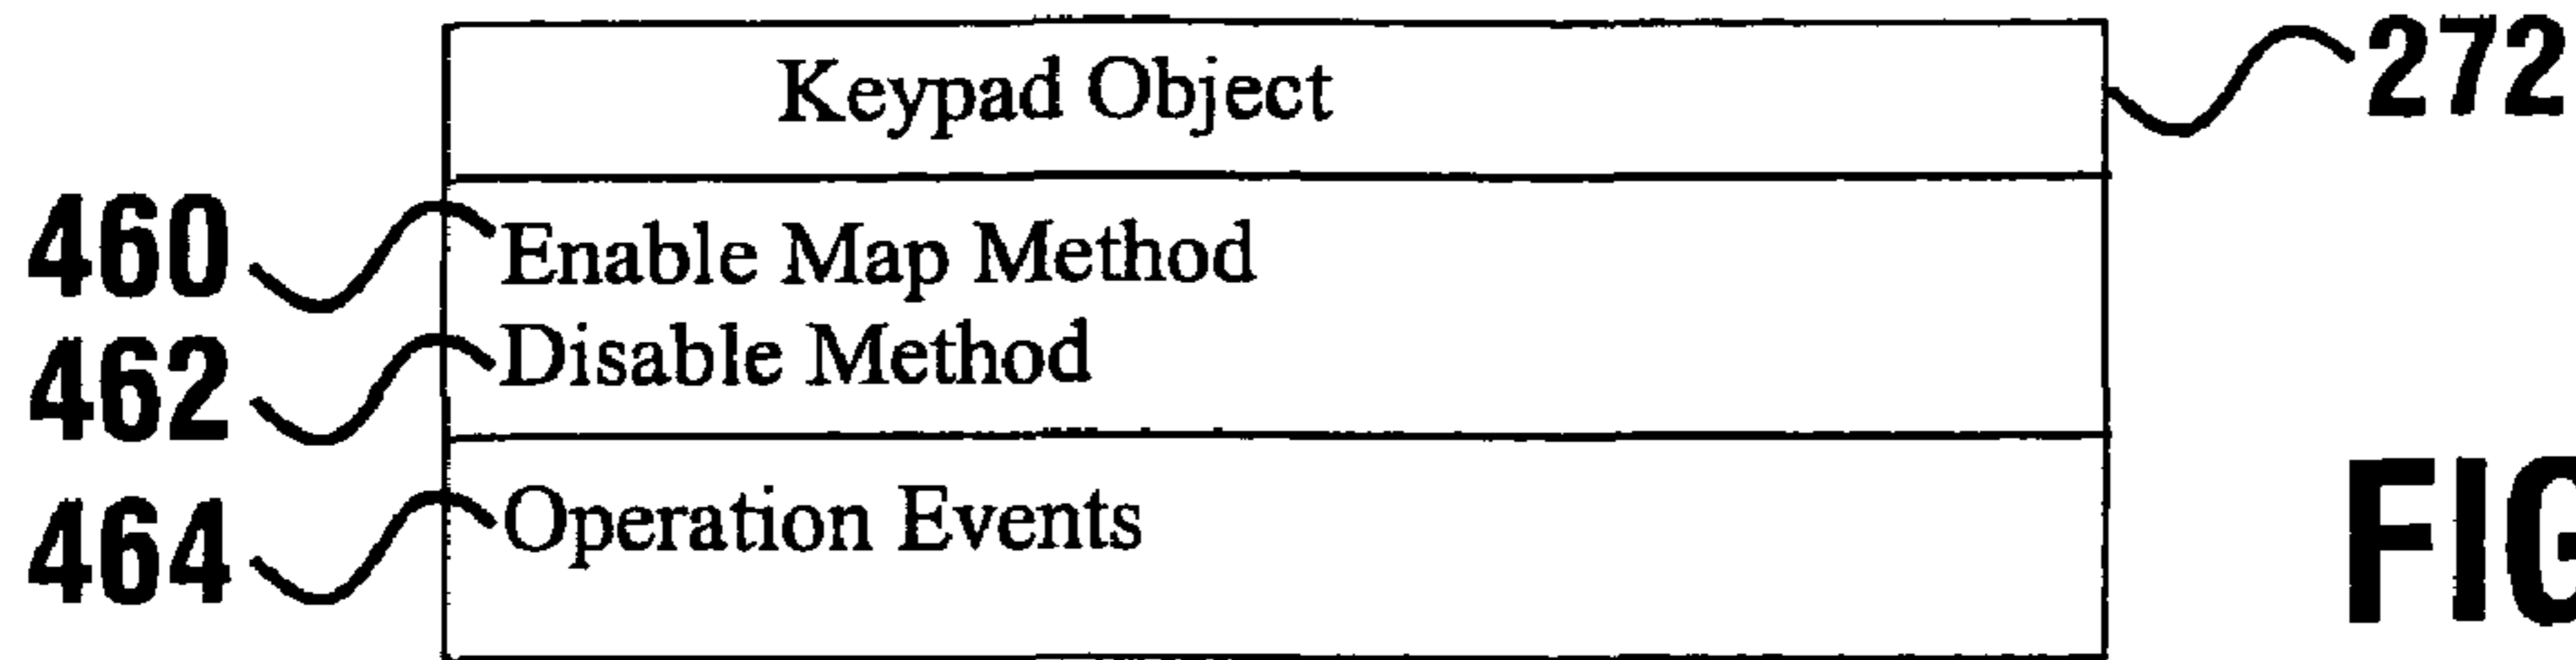 Keypad Object 272
460 Enable Map Method
462 Disable Method
464 Operation Events
FIG